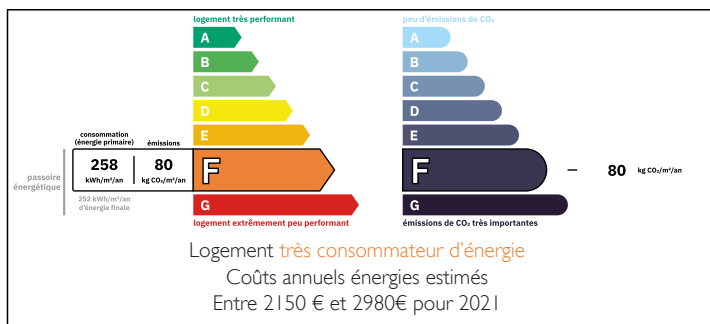 logement très performant
A
B
C
D
E
consommation
(énergie primaire)
émissions
258
kWh/m²/an
80
kg CO₂/m²/an
F
passoire
énergétique
252 kWh/m²/an
d'énergie finale
G
logement extrêmement peu performant
peu d'émissions de CO₂
A
B
C
D
E
F
80 kg CO₂/m²/an
G
émissions de CO₂ très importantes
Logement très consommateur d'énergie
Coûts annuels énergies estimés
Entre 2150 € et 2980€ pour 2021